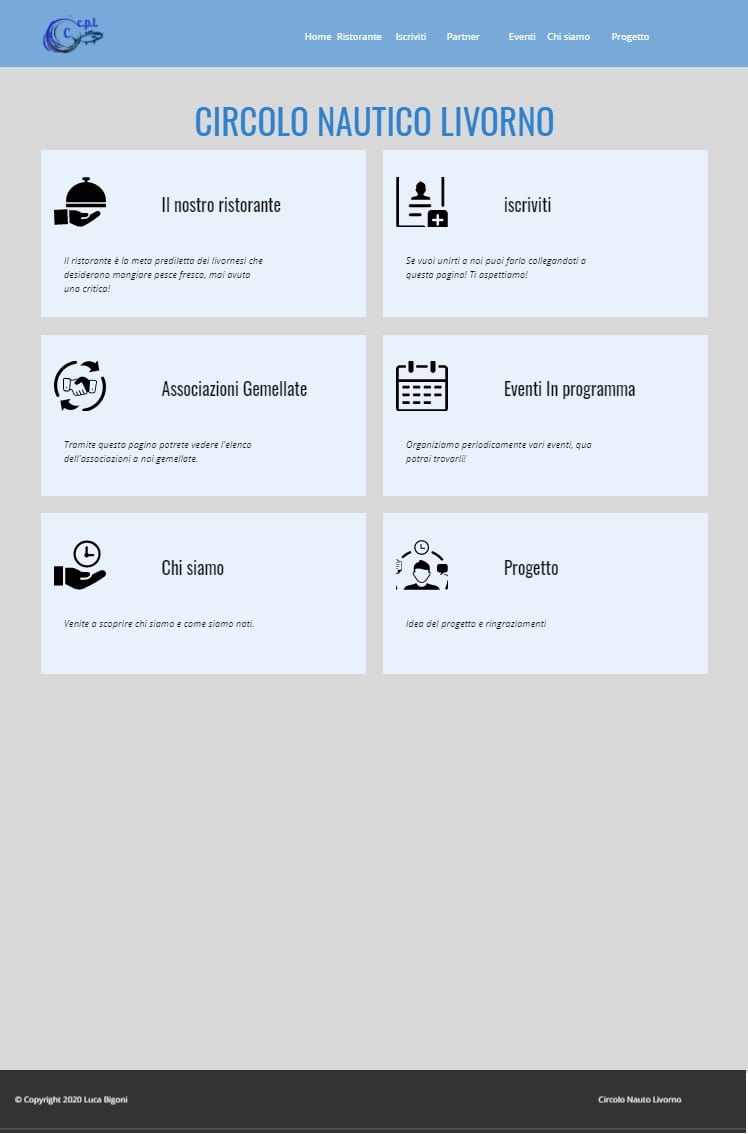 C c.p.L
Home Ristorante Iscriviti Partner Eventi Chi siamo Progetto
CIRCOLO NAUTICO LIVORNO
Il nostro ristorante
Il ristorante è la meta prediletta dei livornesi che
desiderano mangiare pesce fresco, mai avuta
una critica!
iscriviti
Se vuoi unirti a noi puoi farlo collegandoti a
questa pagina! Ti aspettiamo!
Associazioni Gemellate
Tramite questa pagina potrete vedere l'elenco
dell'associazioni a noi gemellate.
Eventi In programma
Organiziamo periodicamente vari eventi, qua
potrai trovarli!
Chi siamo
Venite a scoprire chi siamo e come siamo nati.
Progetto
Idea del progetto e ringraziamenti
© Copyright 2020 Luca Bigoni
Circolo Nauto Livorno